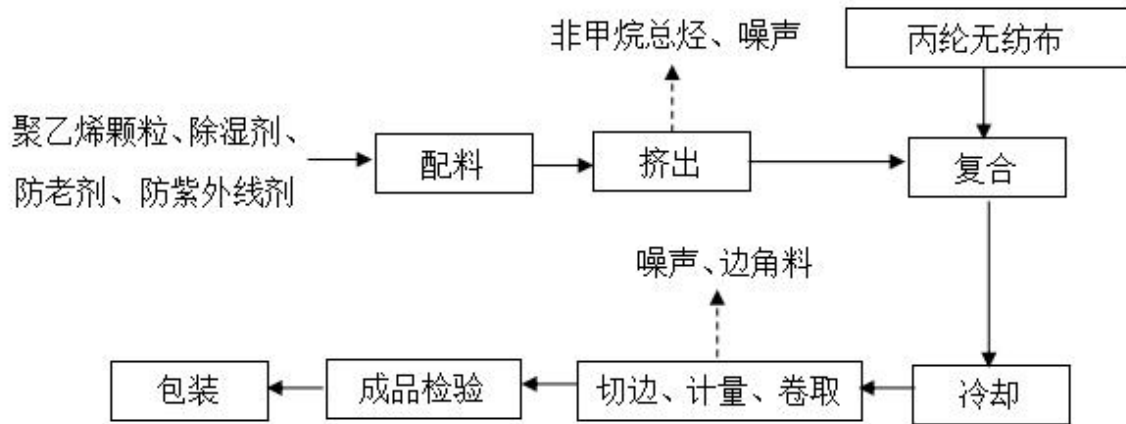 非甲烷总烃、噪声
丙纶无纺布
聚乙烯颗粒、除湿剂、
防老剂、防紫外线剂
配料
挤出
复合
噪声、边角料
包装
成品检验
切边、计量、卷取
冷却